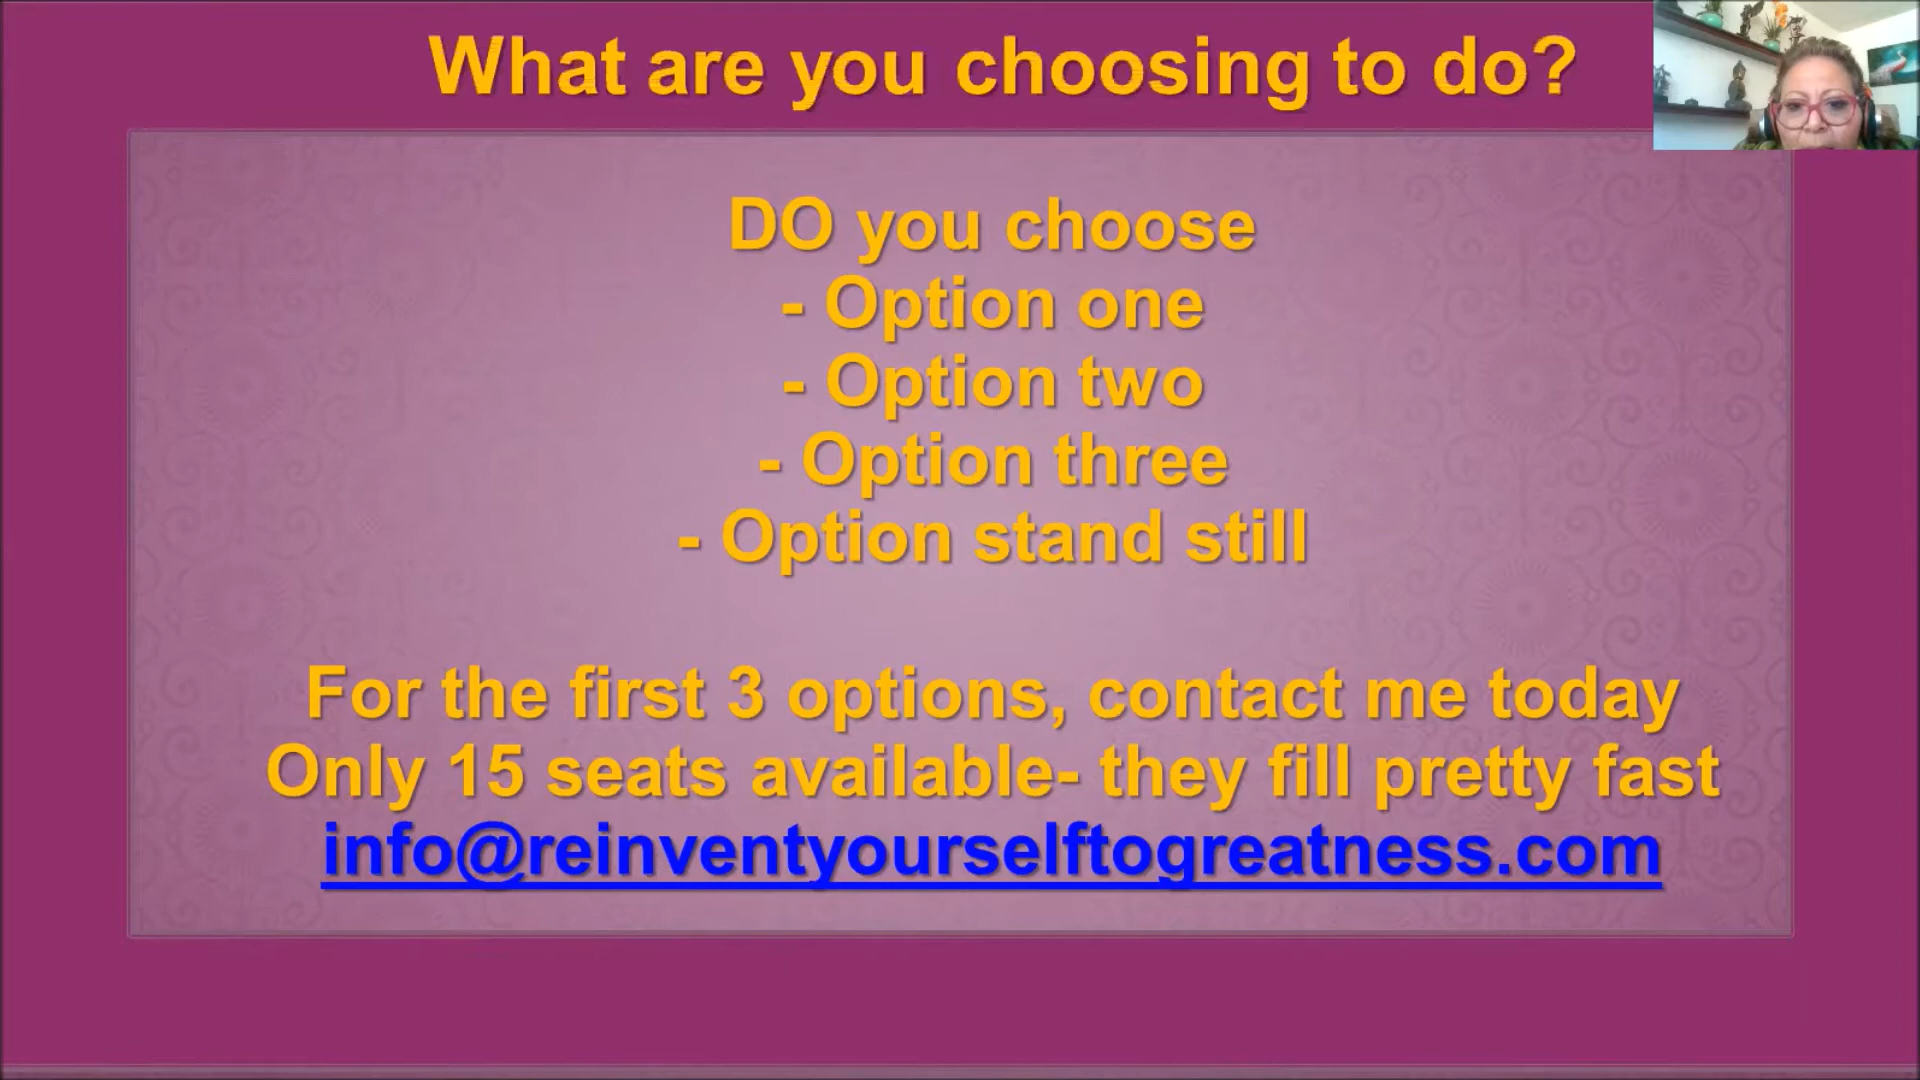 What are you choosing to do?
DO you choose
- Option one
- Option two
- Option three
- Option stand still
For the first 3 options, contact me today
Only 15 seats available- they fill pretty fast
info@reinventyourselftogreatness.com